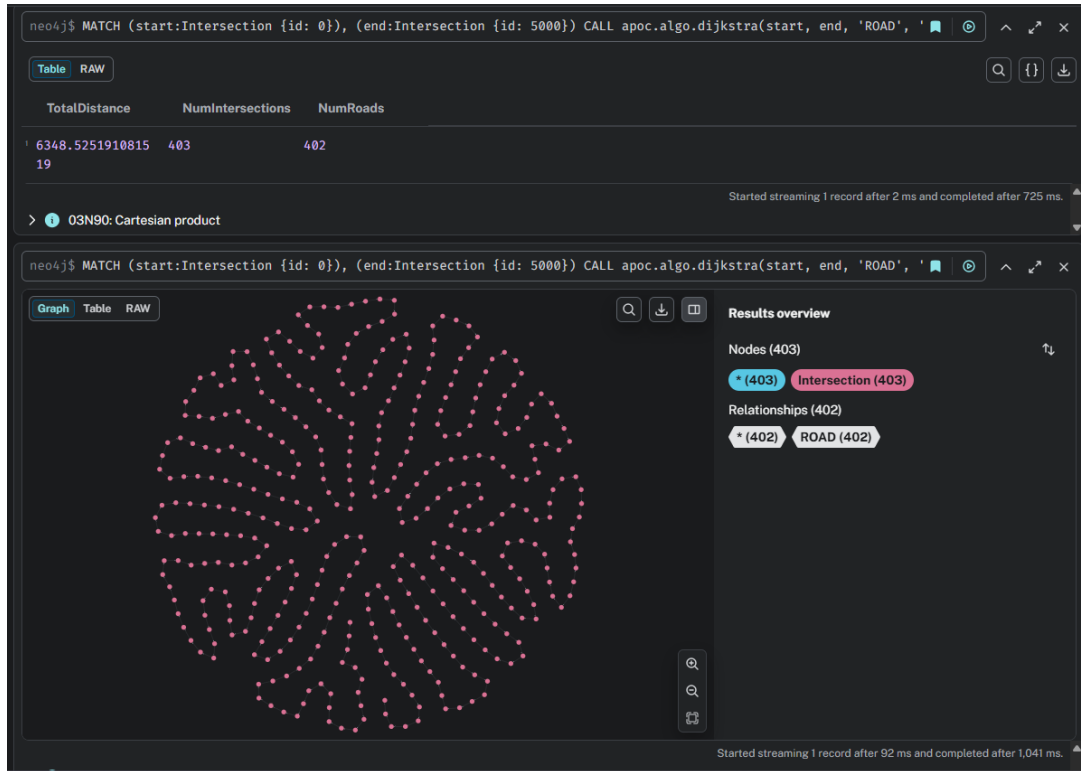 neo4j$ MATCH (start:Intersection {id: 0}), (end:Intersection {id: 5000}) CALL apoc.algo.dijkstra(start, end, 'ROAD', '
Table RAW
TotalDistance NumIntersections NumRoads
6348.5251910815 403 402
19
Started streaming 1 record after 2 ms and completed after 725 ms.
03N90: Cartesian product
neo4j$ MATCH (start:Intersection {id: 0}), (end:Intersection {id: 5000}) CALL apoc.algo.dijkstra(start, end, 'ROAD', '
Graph Table RAW
Results overview
Nodes (403)
* (403) Intersection (403)
Relationships (402)
* (402) ROAD (402)
Started streaming 1 record after 92 ms and completed after 1,041 ms.